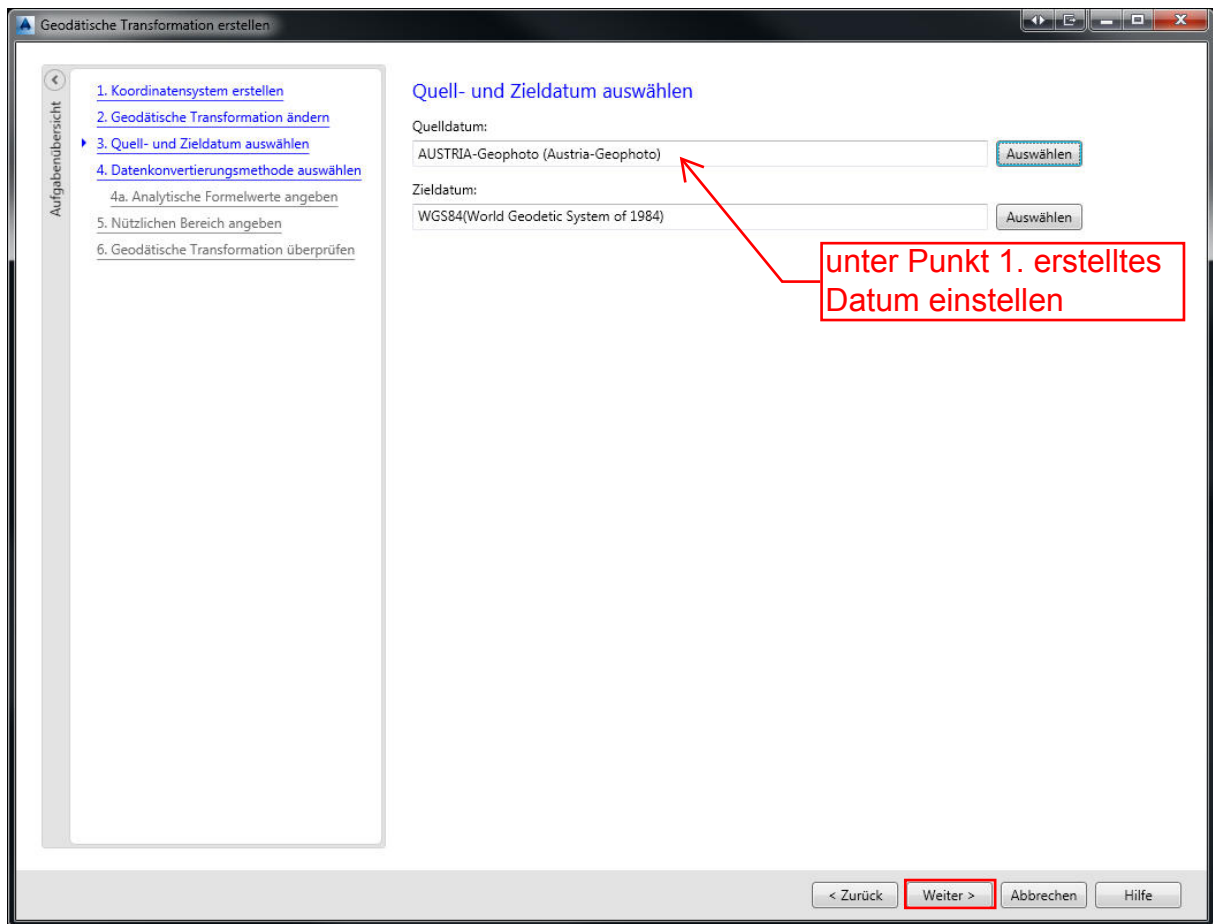 Geodätische Transformation erstellen
Aufgabenübersicht
1. Koordinatensystem erstellen
2. Geodätische Transformation ändern
3. Quell- und Zieldatum auswählen
4. Datenkonvertierungsmethode auswählen
4a. Analytische Formelwerte angeben
5. Nützlichen Bereich angeben
6. Geodätische Transformation überprüfen
Quell- und Zieldatum auswählen
Quelldatum:
AUSTRIA-Geophoto (Austria-Geophoto)
Auswählen
Zieldatum:
WGS84(World Geodetic System of 1984)
Auswählen
unter Punkt 1. erstelltes
Datum einstellen
< Zurück
Weiter >
Abbrechen
Hilfe